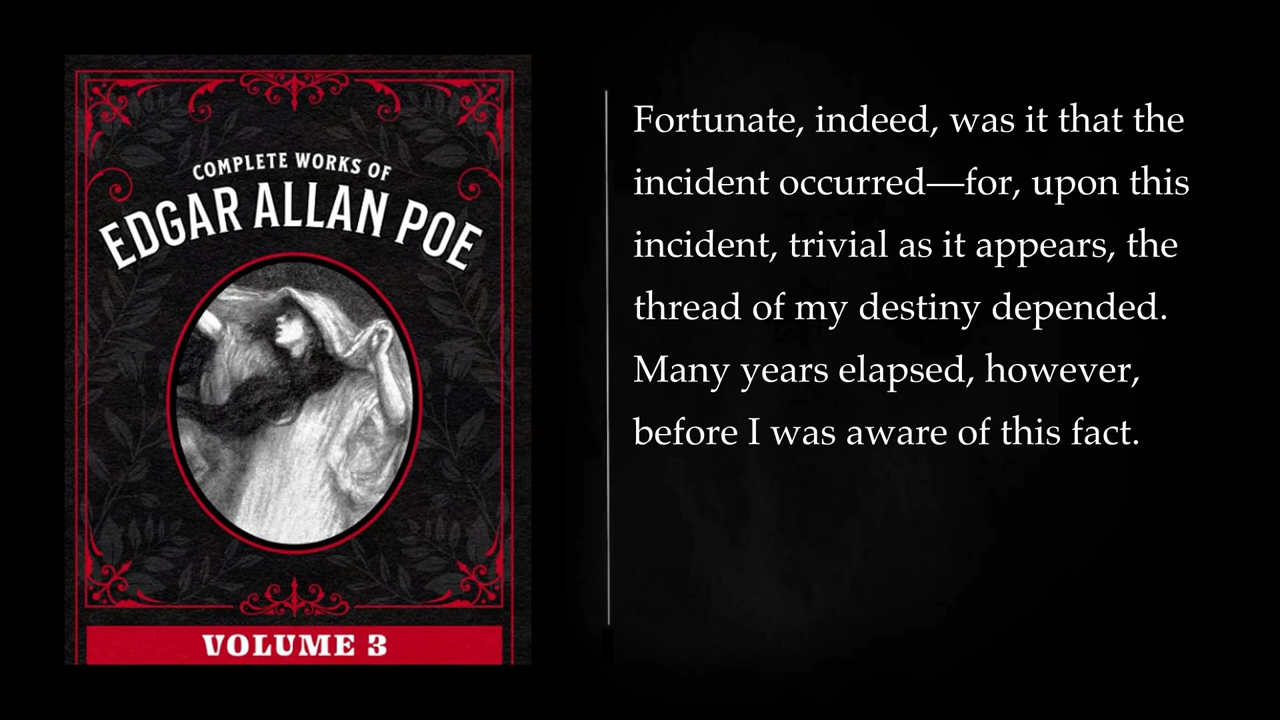 COMPLETE WORKS OF
EDGAR ALLAN POE
VOLUME 3
Fortunate, indeed, was it that the
incident occurred—for, upon this
incident, trivial as it appears, the
thread of my destiny depended.
Many years elapsed, however,
before I was aware of this fact.